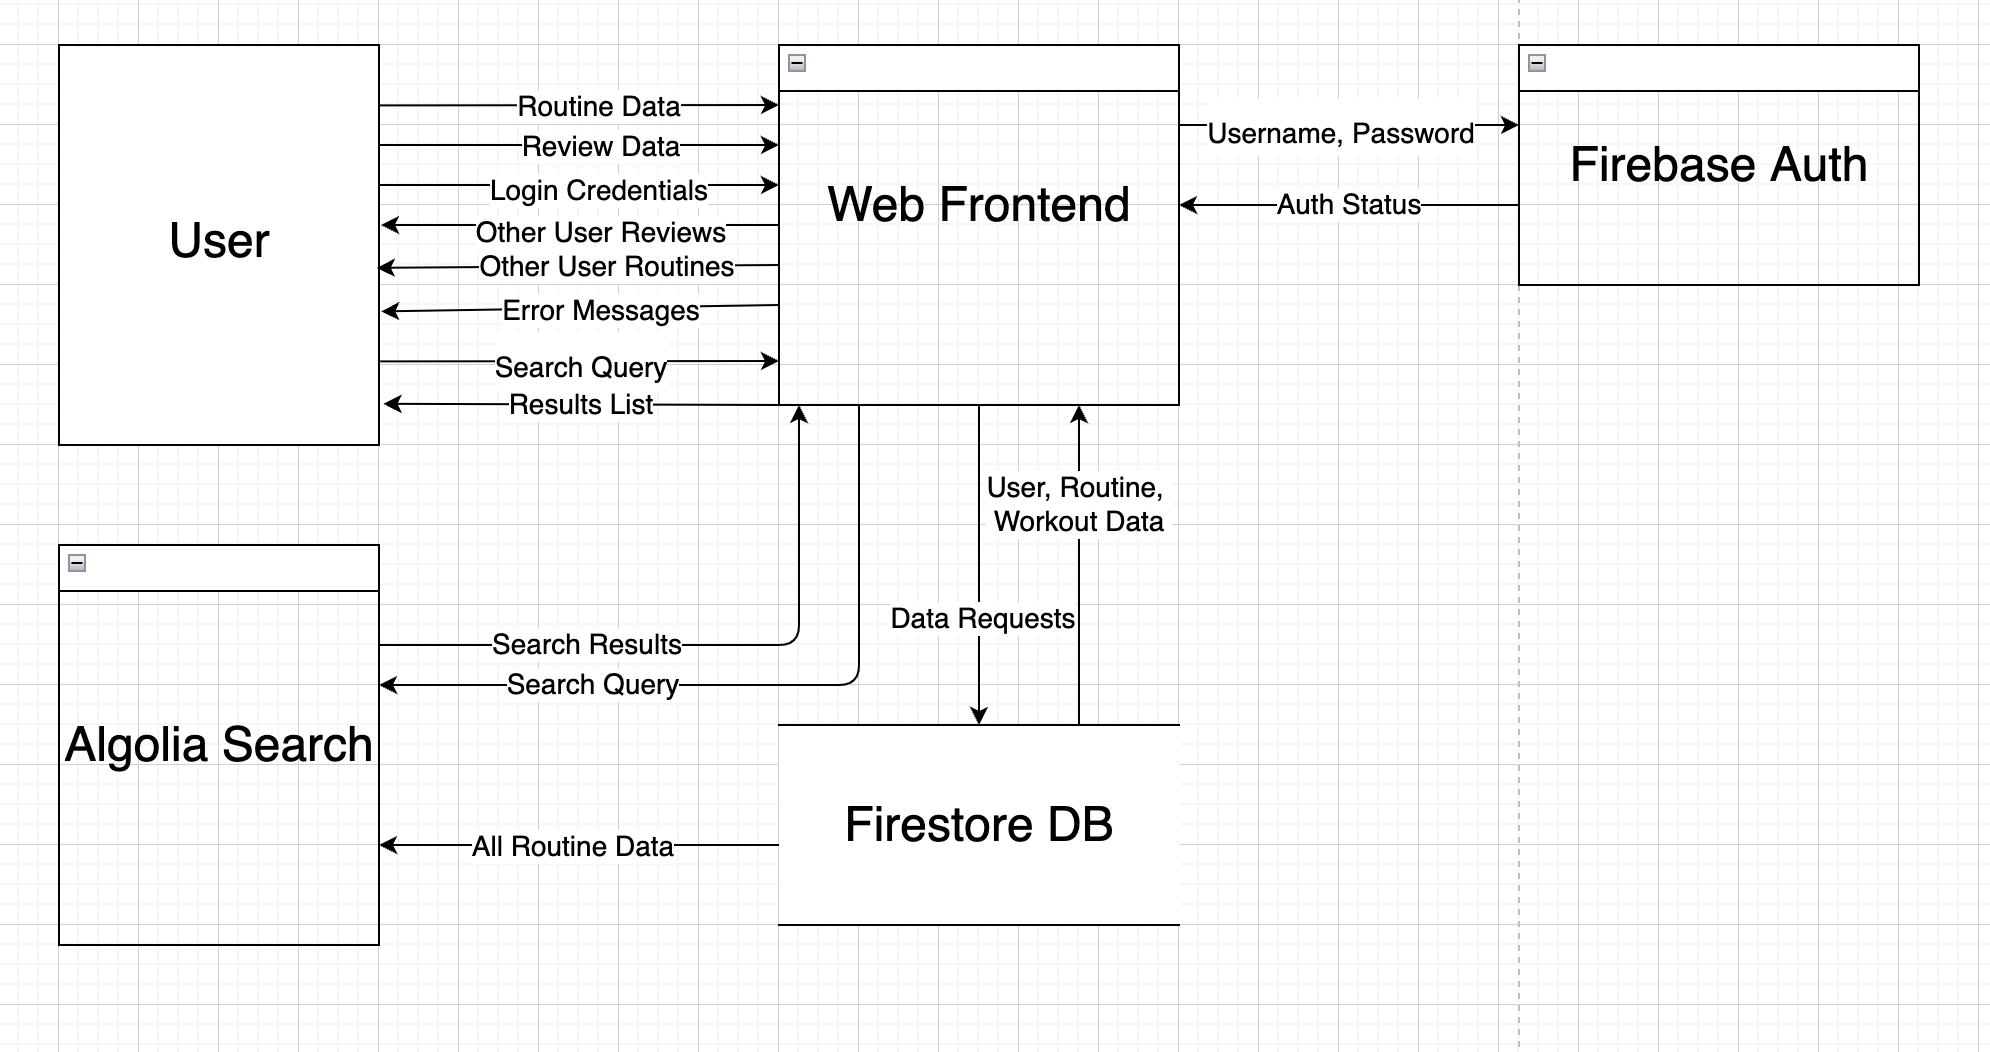 User
Routine Data
Review Data
Login Credentials
Other User Reviews
Other User Routines
Error Messages
Search Query
Results List
Web Frontend
Username, Password
Auth Status
Firebase Auth
User, Routine,
Workout Data
Data Requests
Algolia Search
Search Results
Search Query
All Routine Data
Firestore DB